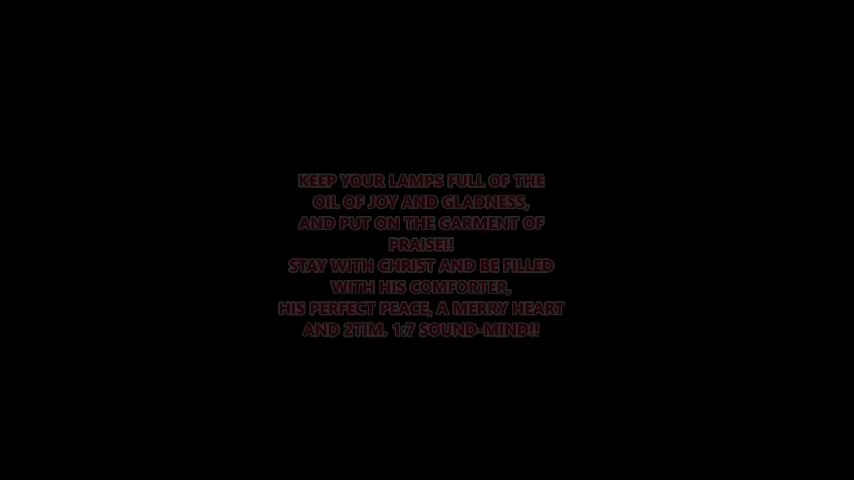 KEEP YOUR LAMPS FULL OF THE
OIL OF JOY AND GLADNESS,
AND PUT ON THE GARMENT OF
PRAISE!!
STAY WITH CHRIST AND BE FILLED
WITH HIS COMFORTER,
HIS PERFECT PEACE, A MERRY HEART
AND 2TIM. 1:7 SOUND-MIND!!